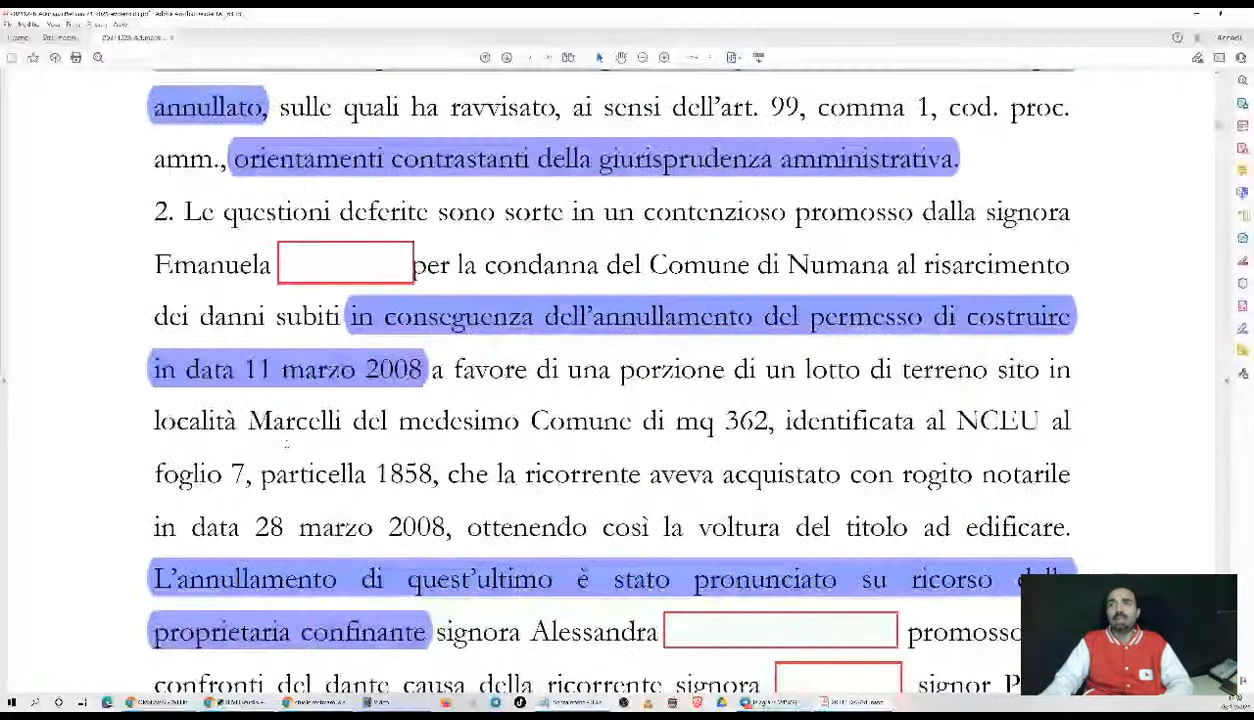 annullato, sulle quali ha ravvisato, ai sensi dell’art. 99, comma 1, cod. proc.
amm., orientamenti contrastanti della giurisprudenza amministrativa.
2. Le questioni deferite sono sorte in un contenzioso promosso dalla signora
Emanuela per la condanna del Comune di Numana al risarcimento
dei danni subiti in conseguenza dell’annullamento del permesso di costruire
in data 11 marzo 2008 a favore di una porzione di un lotto di terreno sito in
località Marcelli del medesimo Comune di mq 362, identificata al NCEU al
foglio 7, particella 1858, che la ricorrente aveva acquistato con rogito notarile
in data 28 marzo 2008, ottenendo così la voltura del titolo ad edificare.
L’annullamento di quest’ultimo è stato pronunciato su ricorso
proprietaria confinante signora Alessandra promosso
confronti del dante causa della ricorrente signora signor